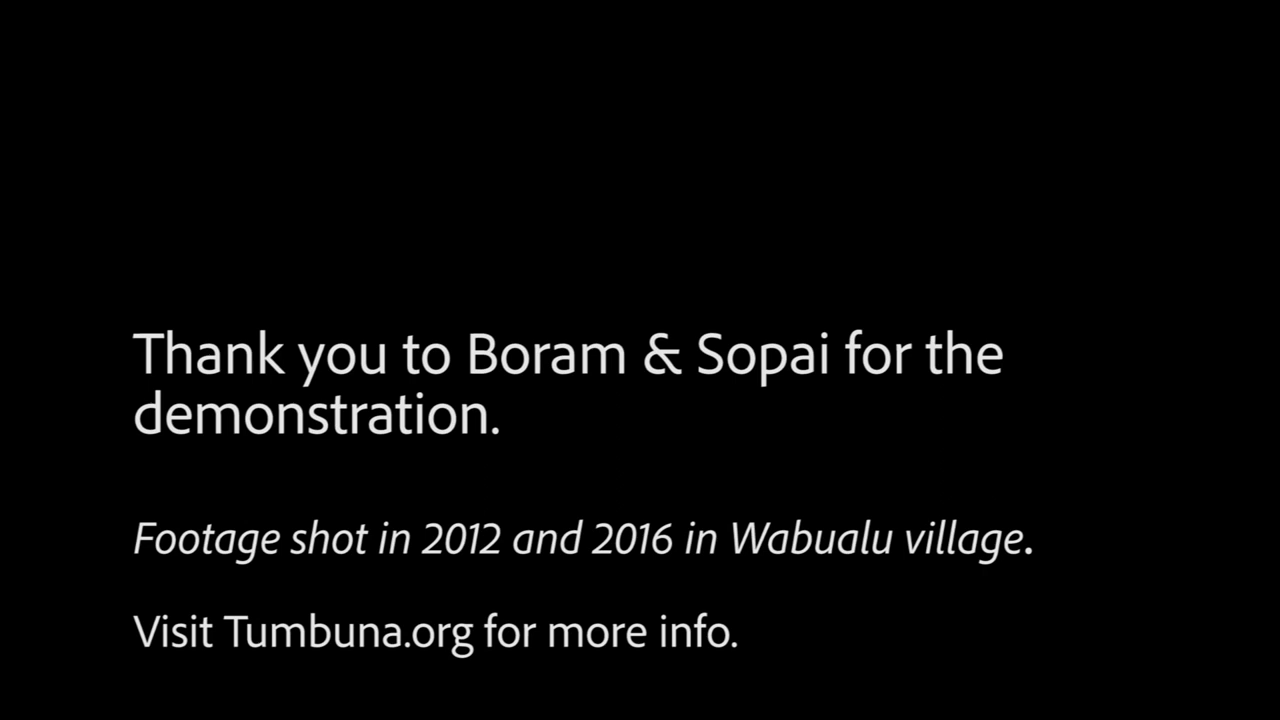 Thank you to Boram & Sopai for the
demonstration.
Footage shot in 2012 and 2016 in Wabualu village.
Visit Tumbuna.org for more info.